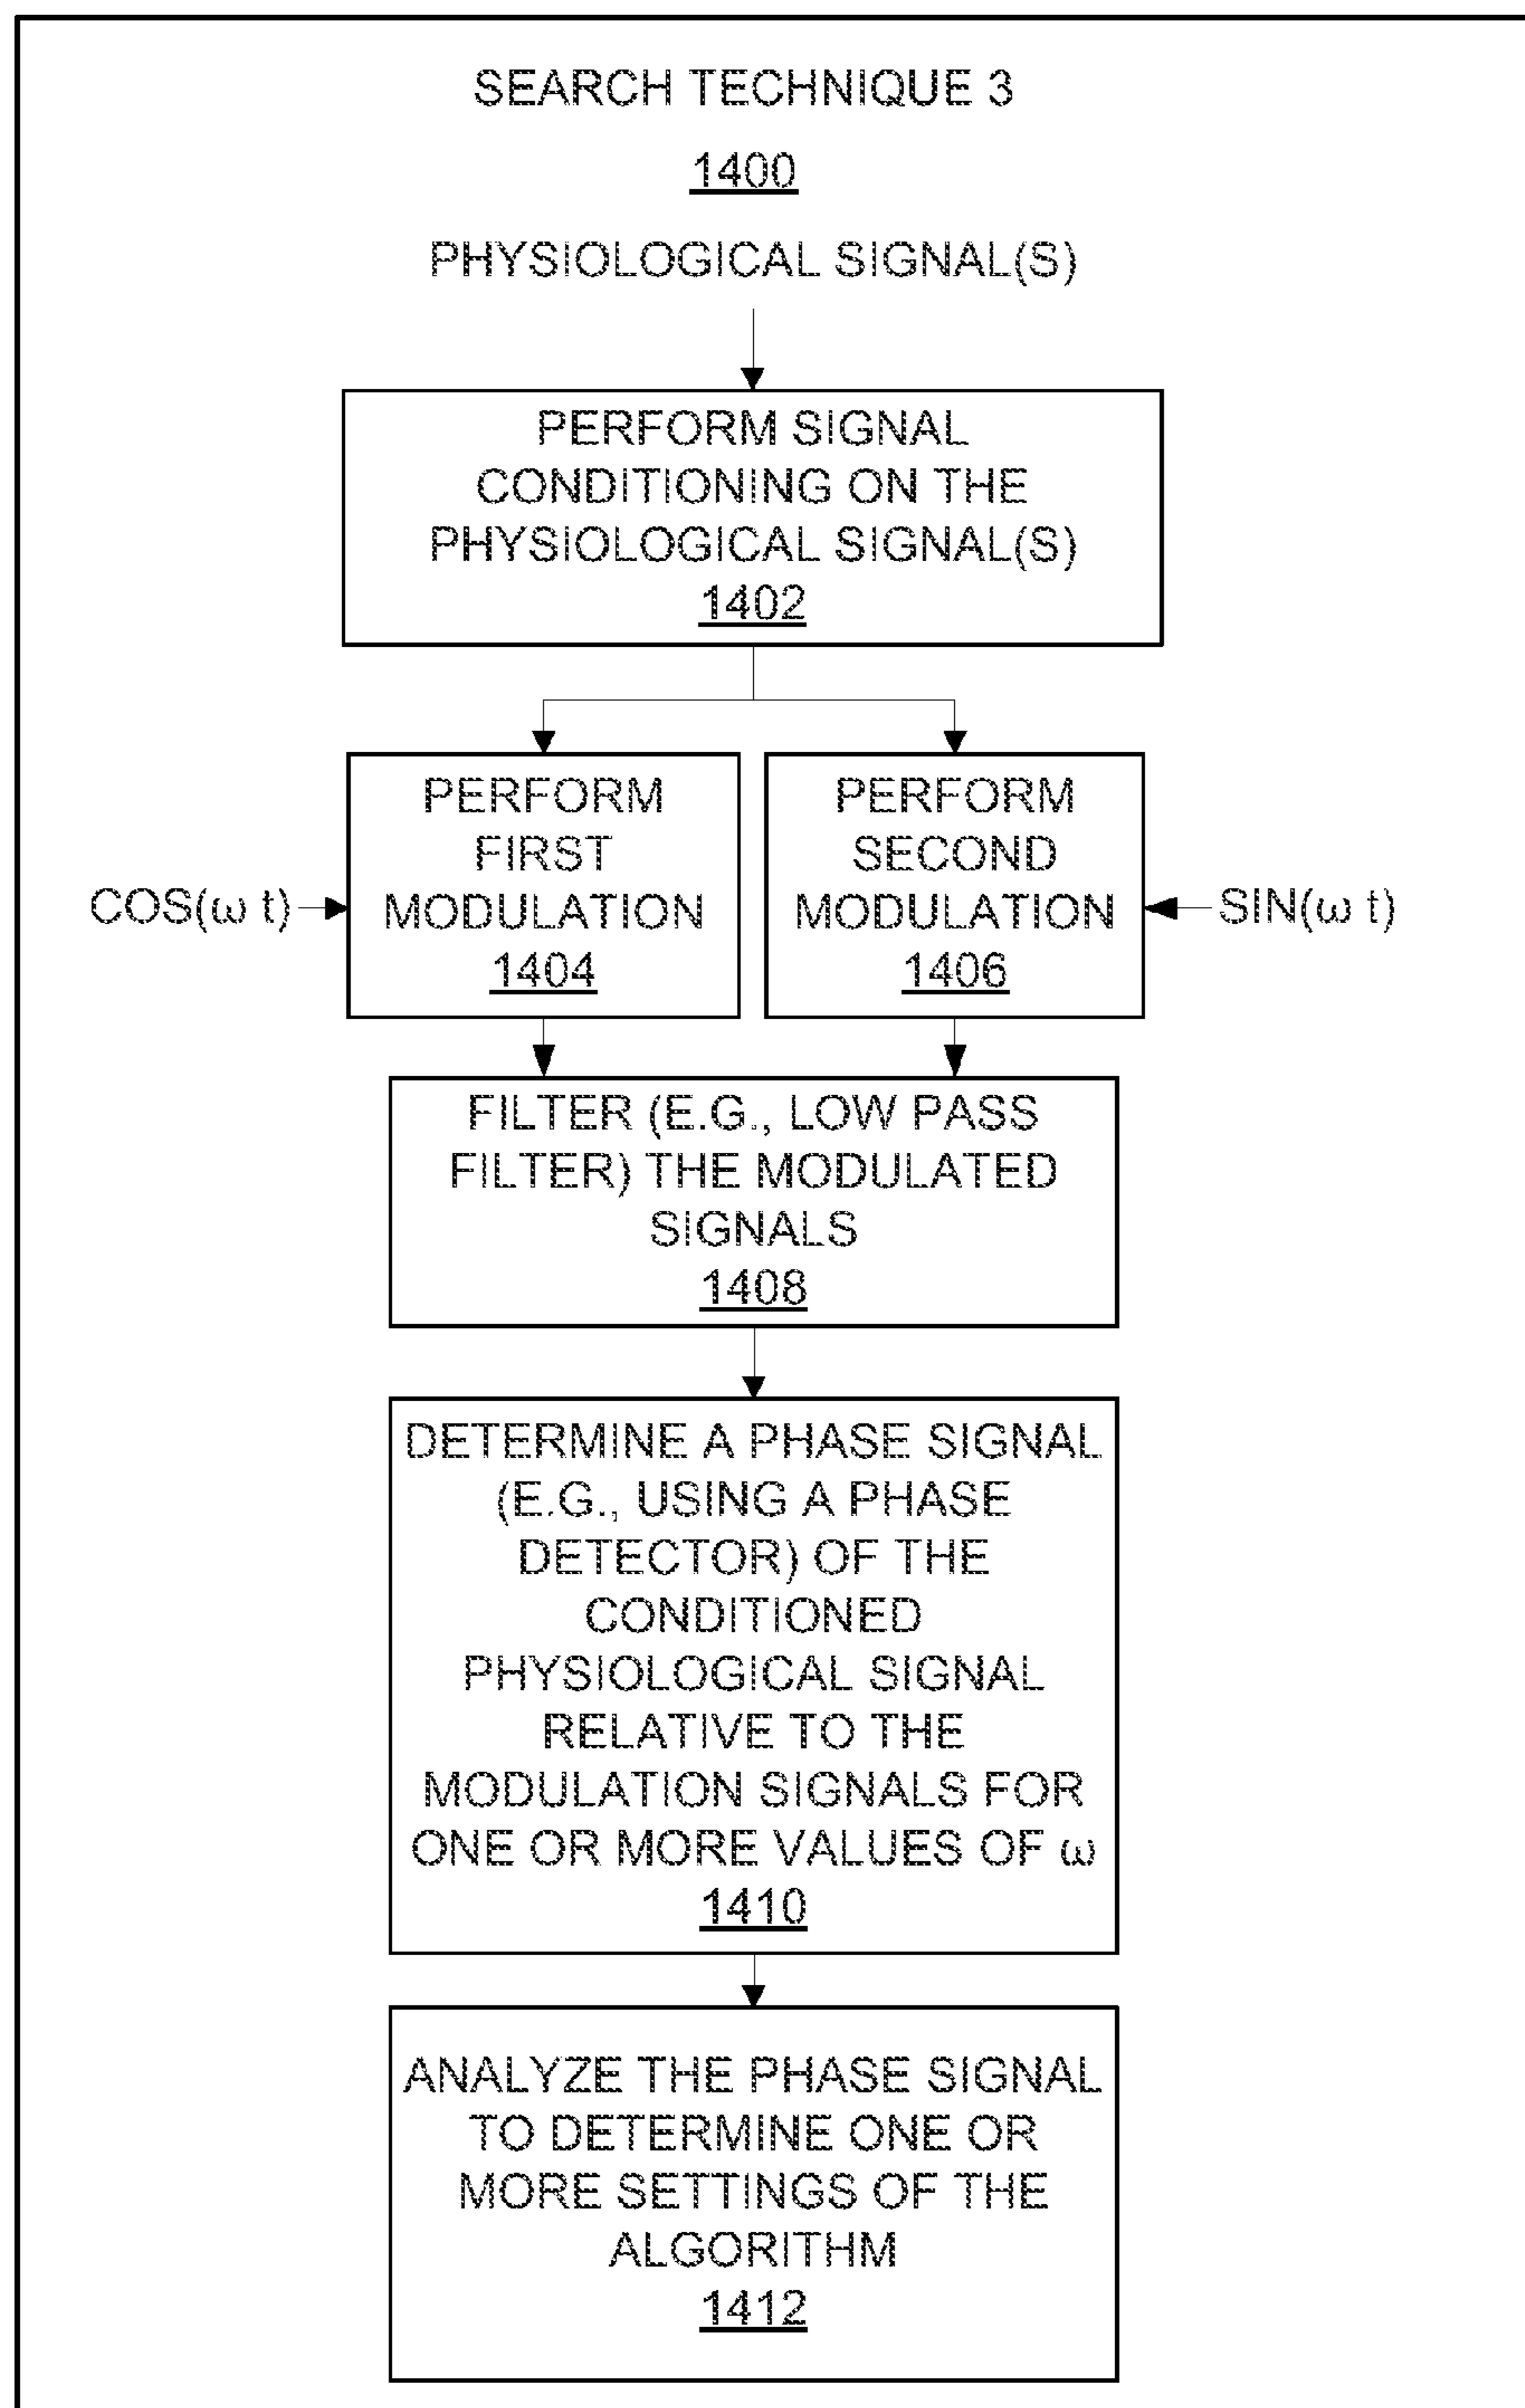 SEARCH TECHNIQUE 3
1400
PHYSIOLOGICAL SIGNAL(S)
PERFORM SIGNAL
CONDITIONING ON THE
PHYSIOLOGICAL SIGNAL(S)
1402
PERFORM
FIRST
MODULATION
1404
COS(ω t)
PERFORM
SECOND
MODULATION
1406
SIN(ω t)
FILTER (E.G., LOW PASS
FILTER) THE MODULATED
SIGNALS
1408
DETERMINE A PHASE SIGNAL
(E.G., USING A PHASE
DETECTOR) OF THE
CONDITIONED
PHYSIOLOGICAL SIGNAL
RELATIVE TO THE
MODULATION SIGNALS FOR
ONE OR MORE VALUES OF ω
1410
ANALYZE THE PHASE SIGNAL
TO DETERMINE ONE OR
MORE SETTINGS OF THE
ALGORITHM
1412